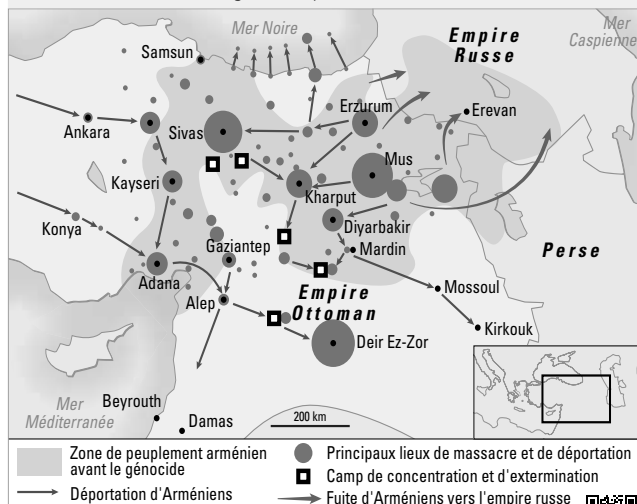 Mer Noire
Empire
Russe
Mer
Caspienne
Samsun
Erzurum
Erevan
Ankara
Sivas
Mus
Kayseri
Kharput
Diyarbakir
Konya
Gaziantep
Mardin
Perse
Adana
Empire
Ottoman
Mossoul
Alep
Kirkouk
Deir Ez-Zor
Mer
Méditerranée
Beyrouth
Damas
200 km
Zone de peuplement arménien
avant le génocide
Déportation d'Arméniens
Principaux lieux de massacre et de déportation
Camp de concentration et d'extermination
Fuite d'Arméniens vers l'empire russe